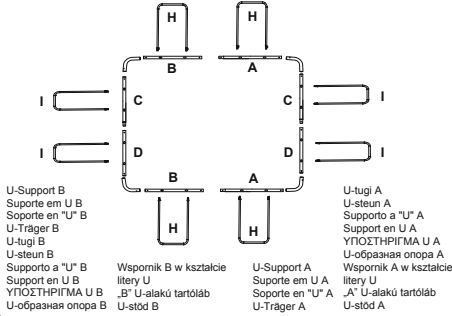 H
H
B
A
I
C
C
I
I
D
D
I
B
A
H
H
U-Support B
Suporte em U B
Soporte en "U" B
U-Träger B
U-tugi B
U-steun B
Supporto a "U" B
Support en U B
ΥΠΟΣΤΗΡΙΓΜΑ U B
U-образная опора B
Wspornik B w kształcie
litery U
„B” U-alakú tartóláb
U-stöd B
U-Support A
Suporte em U A
Soporte en "U" A
U-Träger A
U-tugi A
U-steun A
Supporto a "U" A
Support en U A
ΥΠΟΣΤΗΡΙΓΜΑ U A
U-образная опора A
Wspornik A w kształcie
litery U
„A” U-alakú tartóláb
U-stöd A